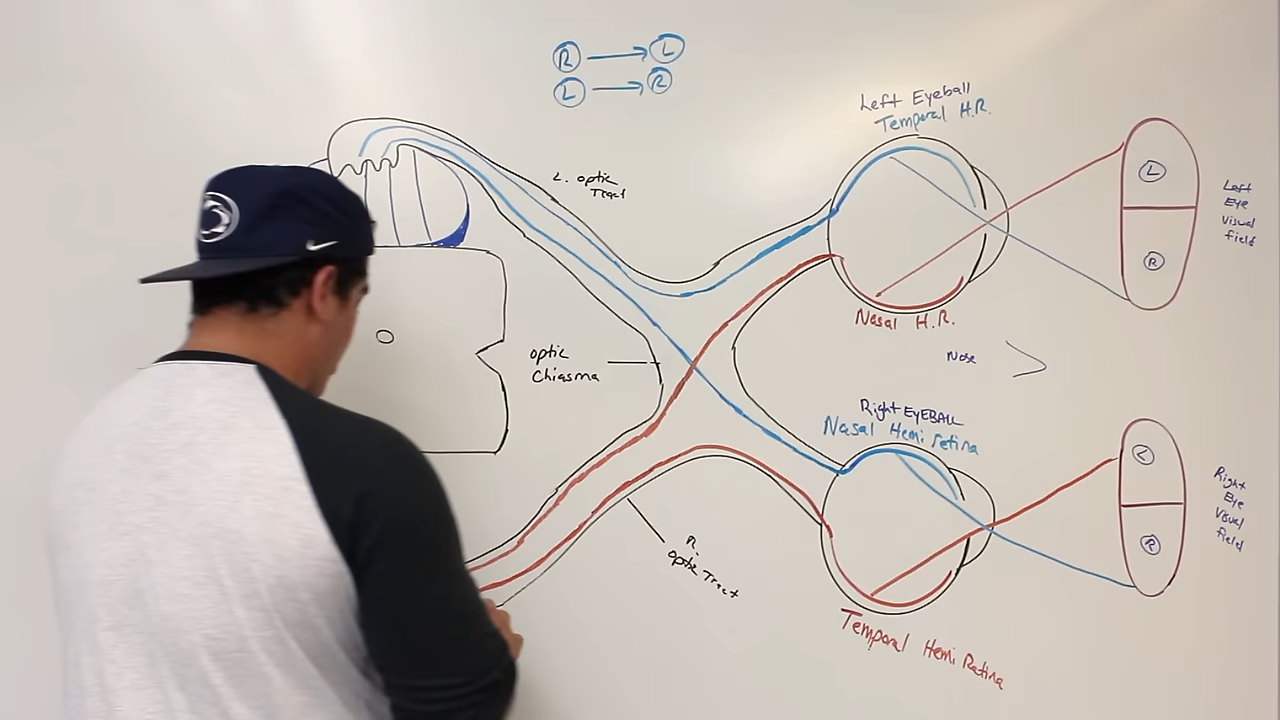 R → L
L → R
Left Eyeball
Temporal H.R.
L. optic
Tract
L
R
Left
Eye
Visual
field
Nasal H.R.
optic
Chiasma
Nose
Right EYEBALL
Nasal Hemi retina
L
R
Right
Eye
Visual
field
R.
optic Tract
Temporal Hemi Retina